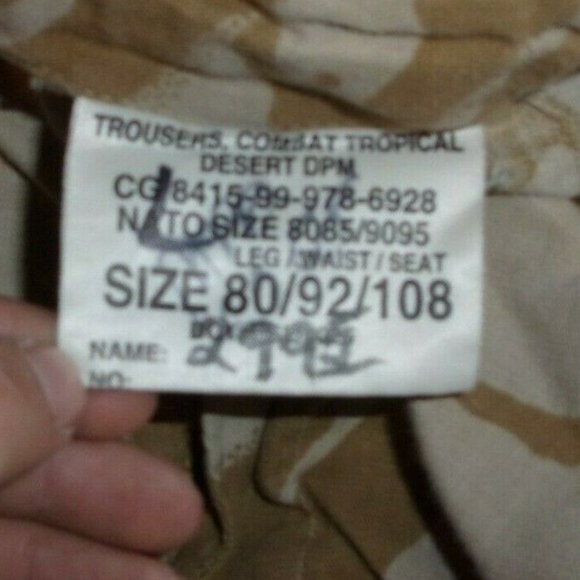 TROUSERS, COMBAT TROPICAL
DESERT DPM
CG 8415-99-978-6928
NATO SIZE 8085/9095
LEG / WAIST / SEAT
SIZE 80/92/108
NAME:
NO: